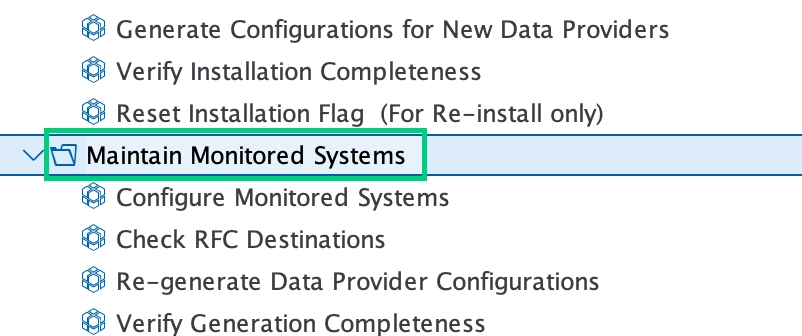 Generate Configurations for New Data Providers
Verify Installation Completeness
Reset Installation Flag  (For Re-install only)
Maintain Monitored Systems
Configure Monitored Systems
Check RFC Destinations
Re-generate Data Provider Configurations
Verify Generation Completeness